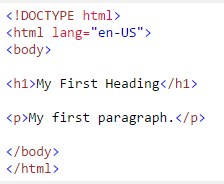 <!DOCTYPE html>
<html lang="en-US">
<body>
<h1>My First Heading</h1>
<p>My first paragraph.</p>
</body>
</html>